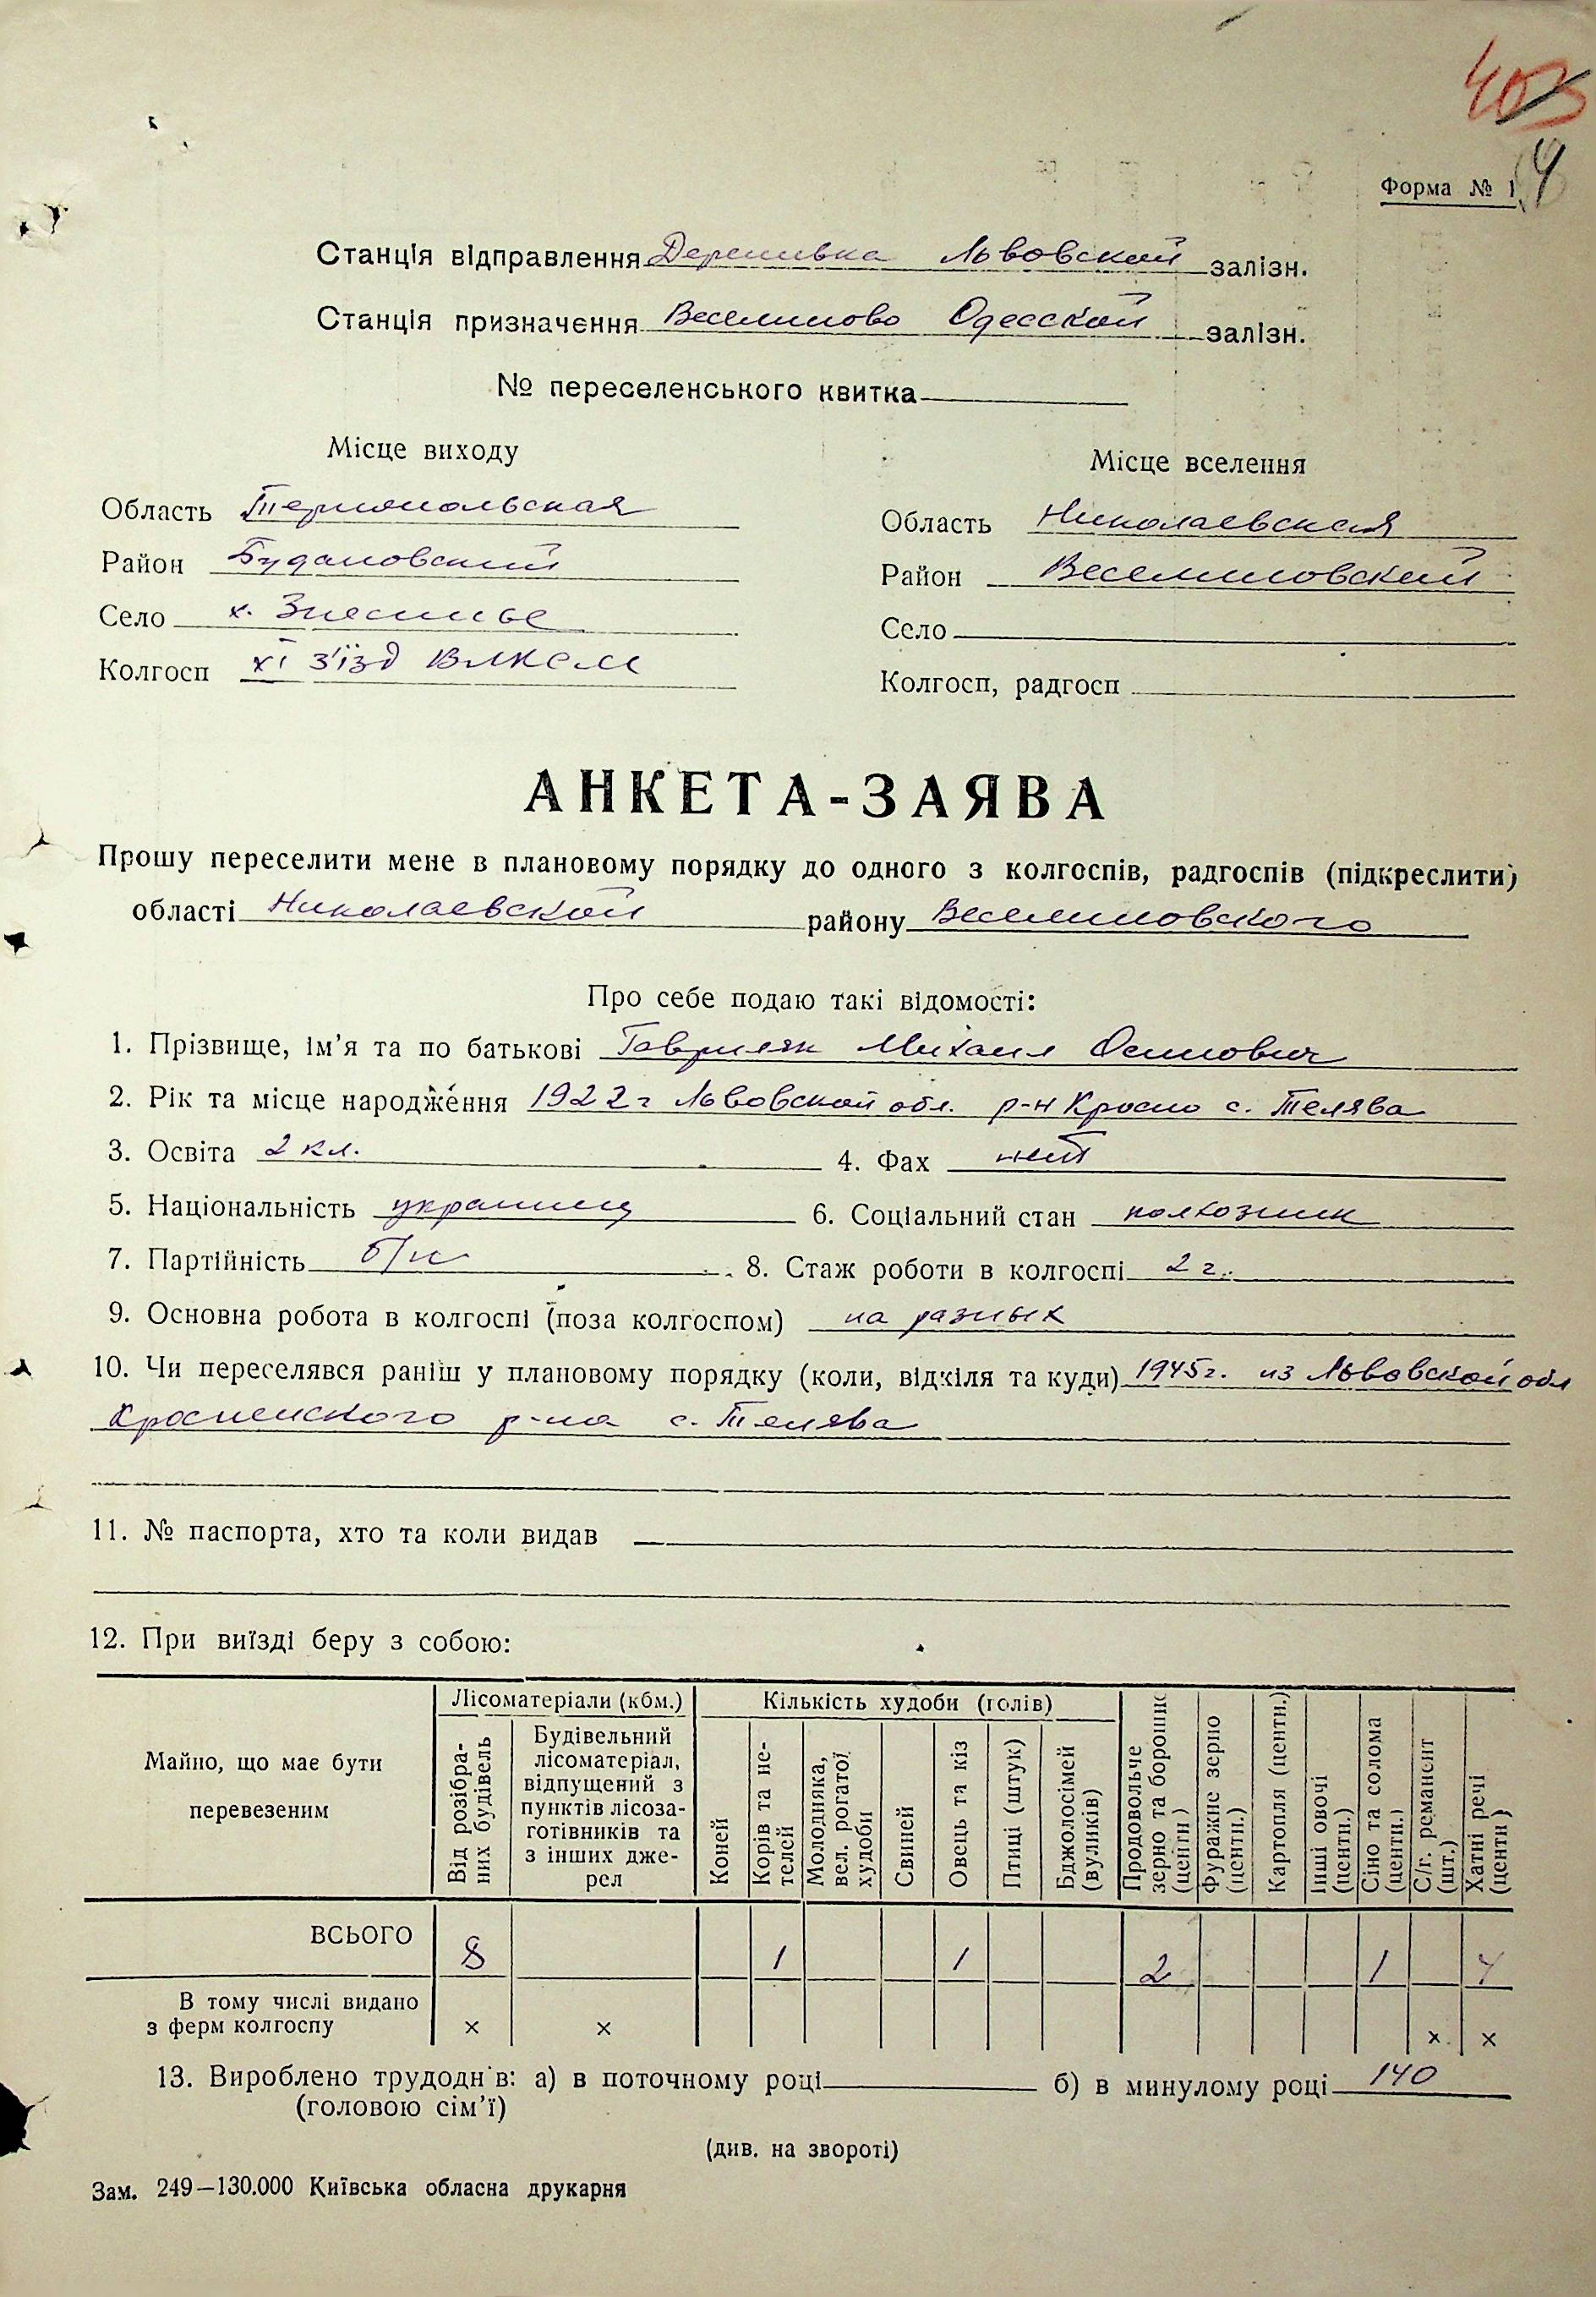 403
4
Форма № 1
Станція відправлення Деренивка Львовской залізн.
Станція призначення Веселиново Одесской залізн.
№ переселенського квитка
Місце виходу
Місце вселення
Область Тернопольская
Область Николаевская
Район Будановский
Район Веселиновский
Село х. Знесинье
Село
Колгосп ХІ з'їзд ВЛКСМ
Колгосп, радгосп
АНКЕТА-ЗАЯВА
Прошу переселити мене в плановому порядку до одного з колгоспів, радгоспів (підкреслити)
області Николаевской району Веселиновского
Про себе подаю такі відомості:
1. Прізвище, ім'я та по батькові Гавриляк Михаил Осипович
2. Рік та місце народження 1922 г Львовской обл. р-н Кросно с. Телява
3. Освіта 2 кл. 4. Фах нет
5. Національність украинец 6. Соціальний стан колхозник
7. Партійність б/п 8. Стаж роботи в колгоспі 2 г.
9. Основна робота в колгоспі (поза колгоспом) на разных
10. Чи переселявся раніш у плановому порядку (коли, відкіля та куди) 1945 г. из Львовской обл
Кросненского р-на с. Телява
11. № паспорта, хто та коли видав
12. При виїзді беру з собою:
Майно, що має бути перевезеним
Лісоматеріали (кбм.)
Від розібраних будівель
Будівельний лісоматеріал, відпущений з пунктів лісозаготівників та з інших джерел
Кількість худоби (голів)
Коней
Корів та нетелей
Молодняка, вел. рогатої худоби
Свиней
Овець та кіз
Птиці (штук)
Бджолосімей (вуликів)
Продовольче зерно та борошно (центн.)
Фуражне зерно (центн.)
Картопля (центн.)
Інші овочі (центн.)
Сіно та солома (центн.)
С/г. реманент (шт.)
Хатні речі (центн)
ВСЬОГО 8 1 1 2 1 4
В тому числі видано з ферм колгоспу × × × ×
13. Вироблено трудоднів: а) в поточному році б) в минулому році 140
(головою сім'ї)
(див. на звороті)
Зам. 249—130.000 Київська обласна друкарня